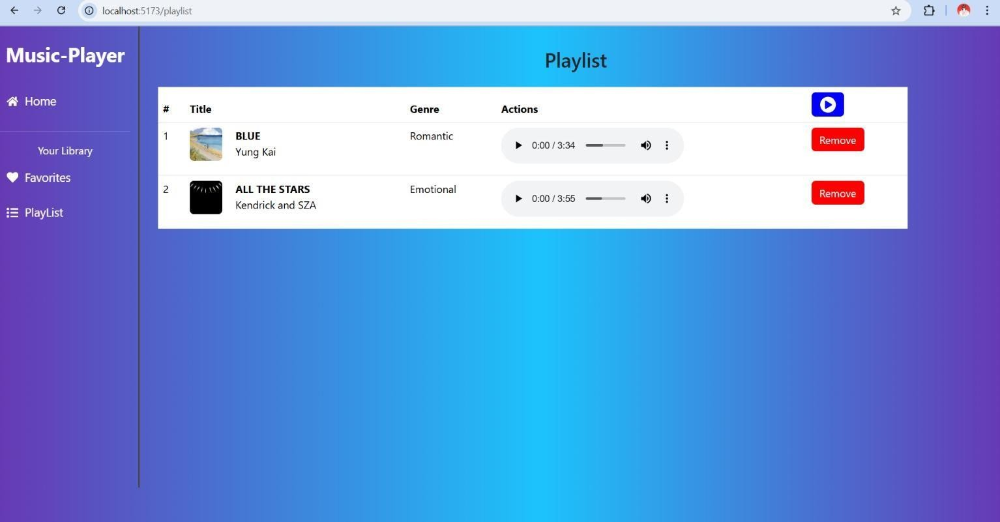 localhost:5173/playlist
Music-Player
Home
Your Library
Favorites
PlayList
Playlist
# Title Genre Actions
1 BLUE Romantic 0:00 / 3:34 Remove
Yung Kai
2 ALL THE STARS Emotional 0:00 / 3:55 Remove
Kendrick and SZA